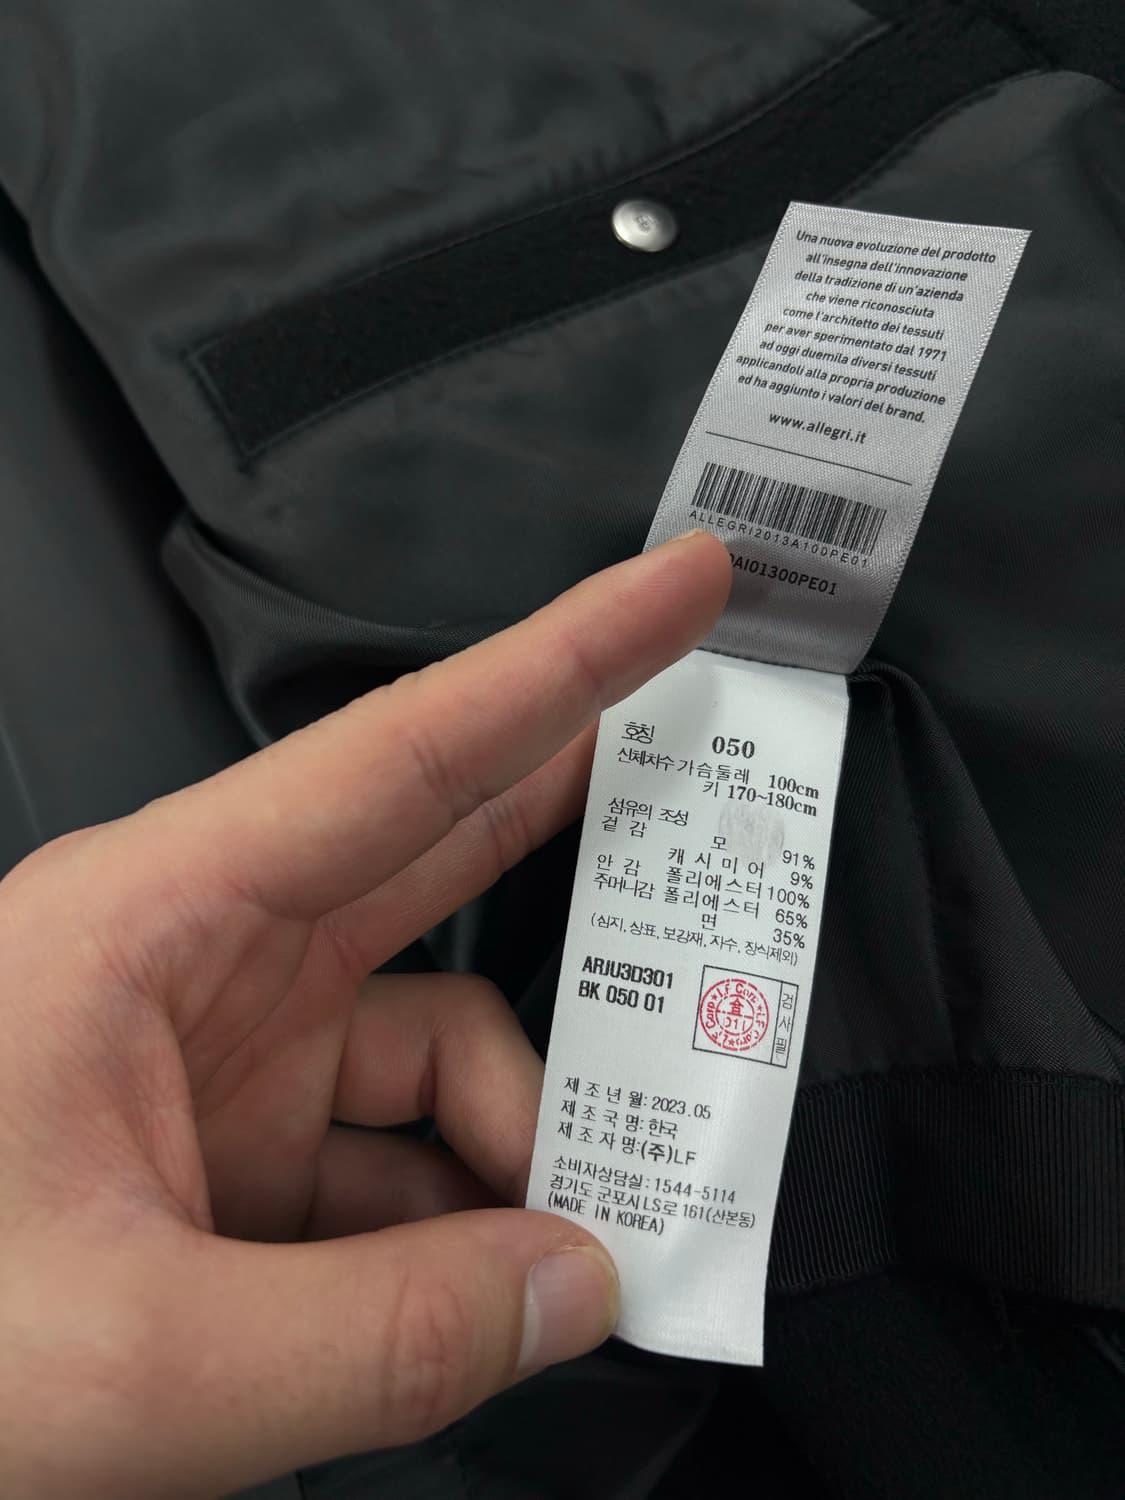 Una nuova evoluzione del prodotto
all'insegna dell'innovazione
della tradizione di un'azienda
che viene riconosciuta
come l'architetto dei tessuti
per aver sperimentato dal 1971
ad oggi duemila diversi tessuti
applicandoli alla propria produzione
ed ha aggiunto i valori del brand.
www.allegri.it
ALLEGRI2013A100PE01
AI01300PE01
호칭 050
신체치수 가슴둘레 100cm
키 170~180cm
섬유의 조성
겉감 모 91%
캐시미어 9%
안감 폴리에스터 100%
주머니감 폴리에스터 65%
면 35%
(심지, 상표, 보강재, 자수, 장식제외)
ARJU3D301
BK 050 01
LF Corp ★ LF Corp ★ LF Corp ★
검사필
제조년월: 2023.05
제조국명: 한국
제조자명:(주)LF
소비자상담실: 1544-5114
경기도 군포시 LS로 161(산본동)
(MADE IN KOREA)